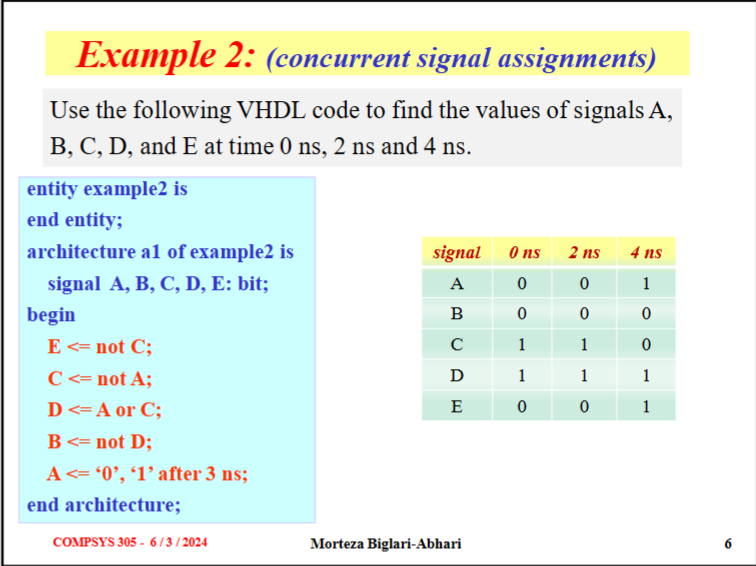 Example 2: (concurrent signal assignments)
Use the following VHDL code to find the values of signals A,
B, C, D, and E at time 0 ns, 2 ns and 4 ns.
entity example2 is
end entity;
architecture a1 of example2 is
signal A, B, C, D, E: bit;
begin
E <= not C;
C <= not A;
D <= A or C;
B <= not D;
A <= ‘0’, ‘1’ after 3 ns;
end architecture;
signal 0 ns 2 ns 4 ns
A 0 0 1
B 0 0 0
C 1 1 0
D 1 1 1
E 0 0 1
COMPSYS 305 - 6 / 3 / 2024
Morteza Biglari-Abhari
6